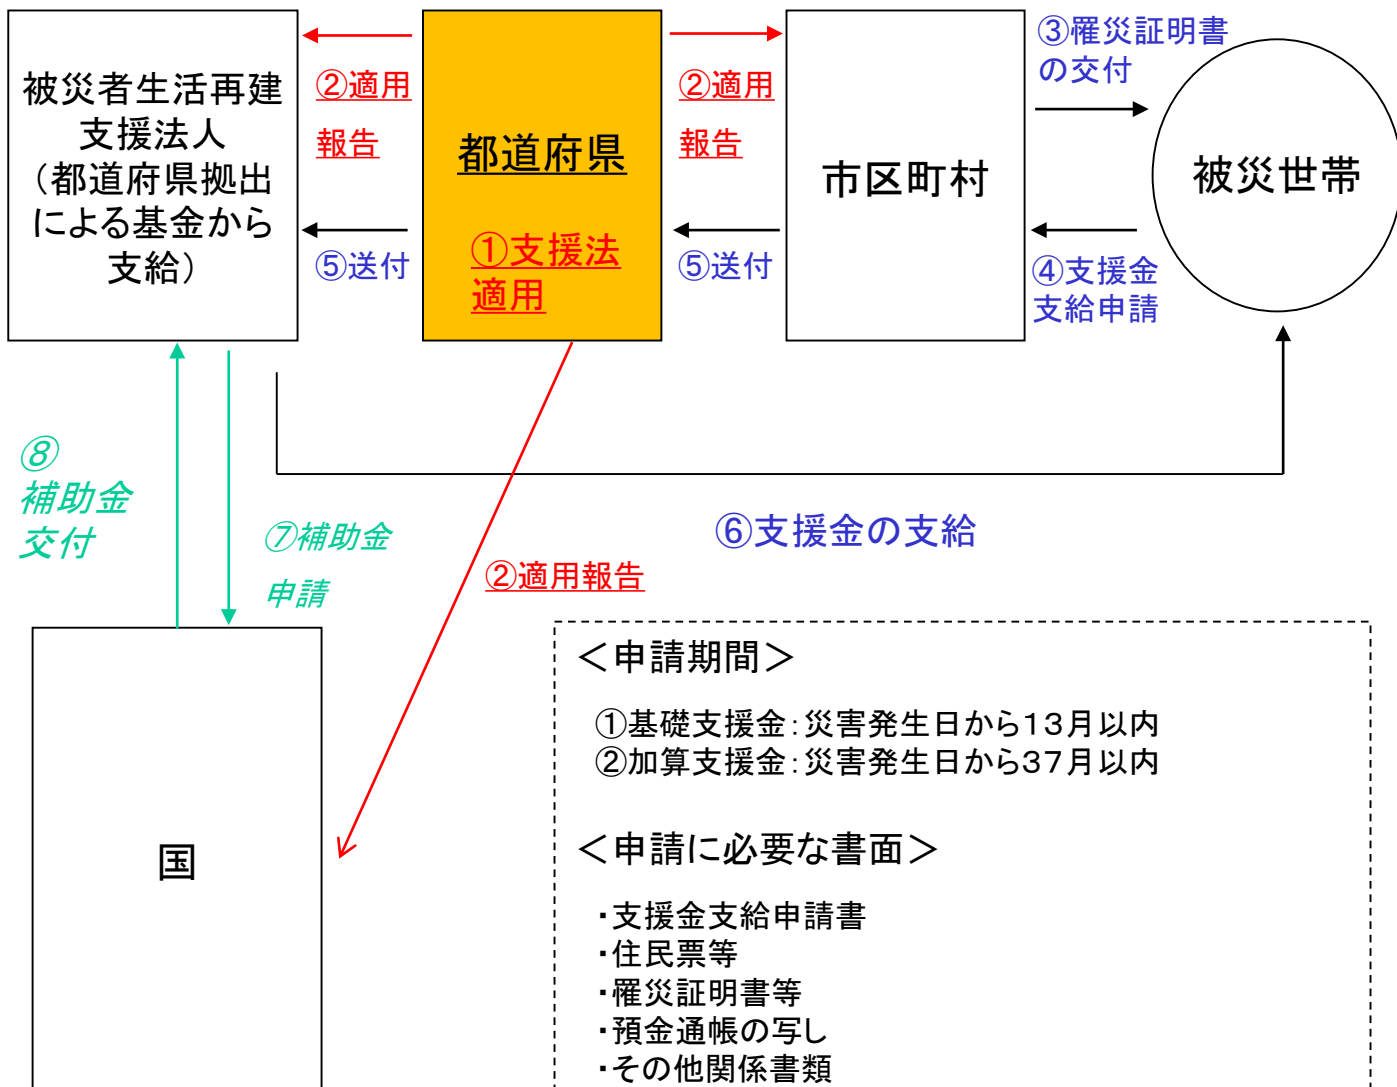 被災者生活再建
支援法人
（都道府県拠出
による基金から
支給）
②適用
報告
⑤送付
都道府県
①支援法
適用
②適用
報告
⑤送付
市区町村
③罹災証明書
の交付
④支援金
支給申請
被災世帯
⑧
補助金
交付
⑦補助金
申請
②適用報告
⑥支援金の支給
国
＜申請期間＞
①基礎支援金：災害発生日から１３月以内
②加算支援金：災害発生日から３７月以内
＜申請に必要な書面＞
・支援金支給申請書
・住民票等
・罹災証明書等
・預金通帳の写し
・その他関係書類